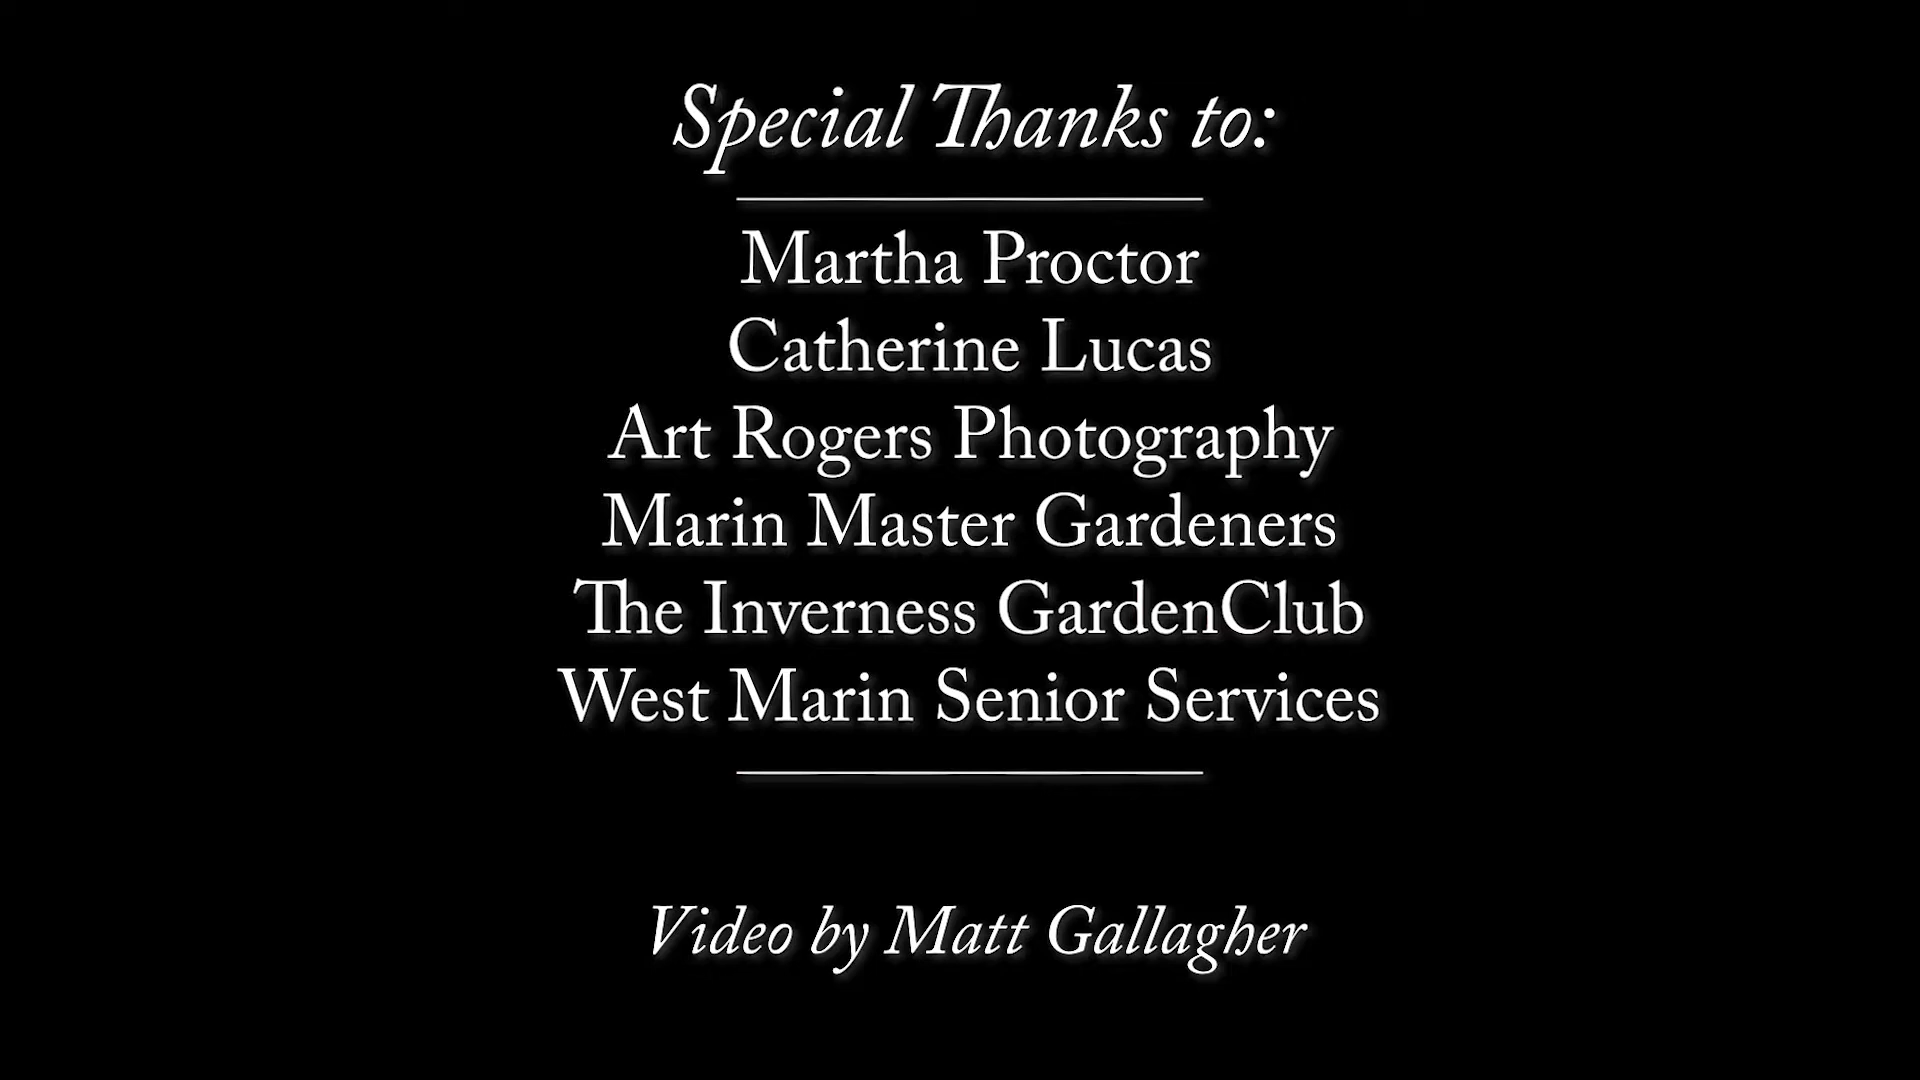 Special Thanks to:
Martha Proctor
Catherine Lucas
Art Rogers Photography
Marin Master Gardeners
The Inverness GardenClub
West Marin Senior Services
Video by Matt Gallagher